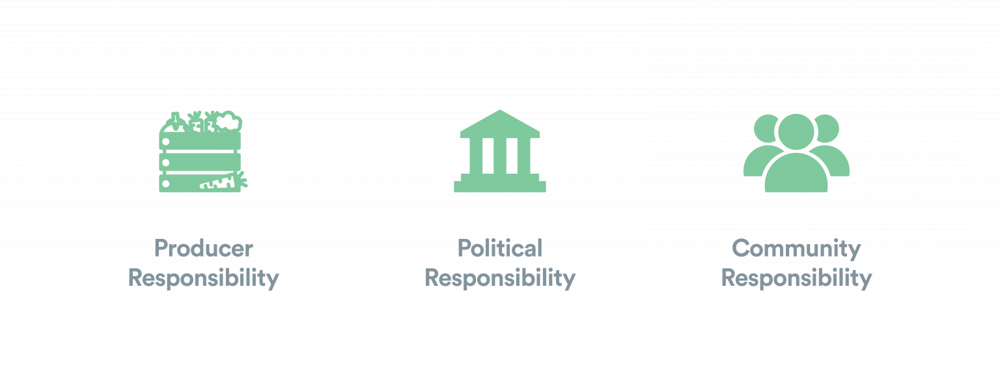 Producer
Responsibility
Political
Responsibility
Community
Responsibility